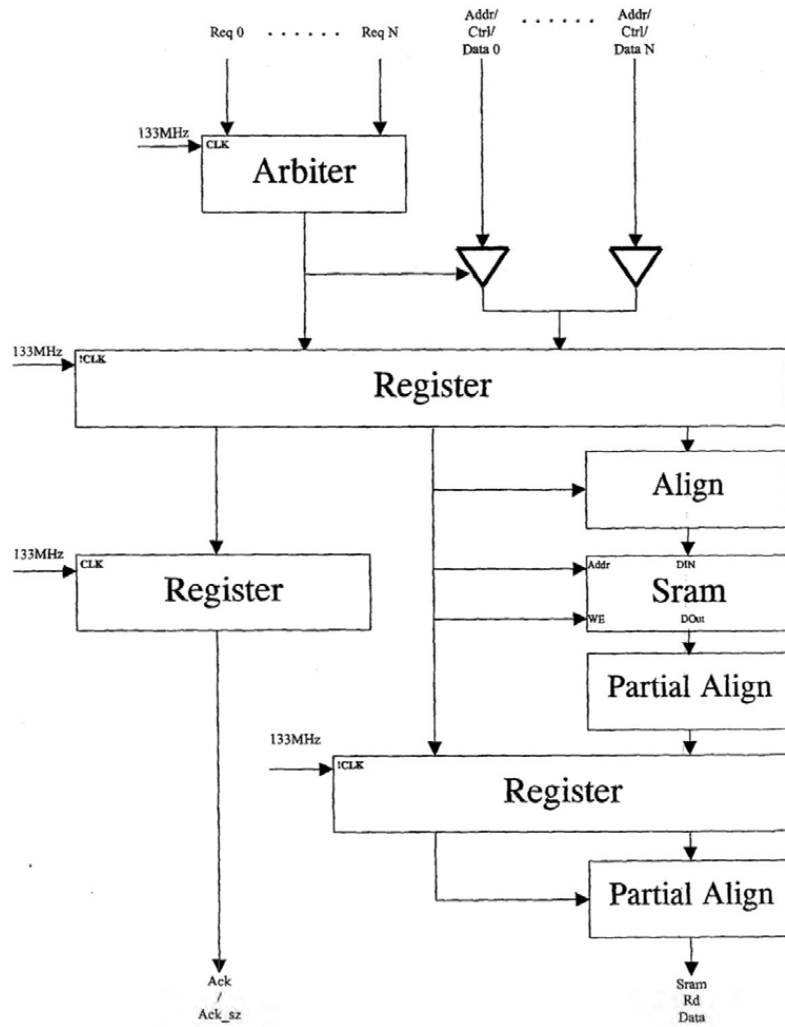 Req 0 . . . . . . Req N
Addr/
Ctrl/
Data 0
. . . . . .
Addr/
Ctrl/
Data N
133MHz
CLK
Arbiter
133MHz
!CLK
Register
Align
133MHz
CLK
Register
Addr DIN
Sram
WE DOut
Partial Align
133MHz
!CLK
Register
Partial Align
Ack
/
Ack_sz
Sram
Rd
Data